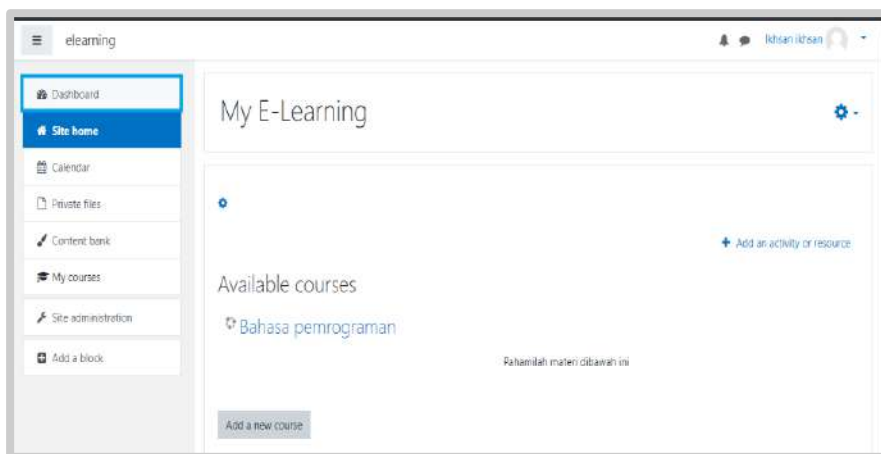 elearning
Ikhsan ikhsan
Dashboard
Site home
Calendar
Private files
Content bank
My courses
Site administration
Add a block
My E-Learning
Add an activity or resource
Available courses
Bahasa pemrograman
Pahamilah materi dibawah ini
Add a new course